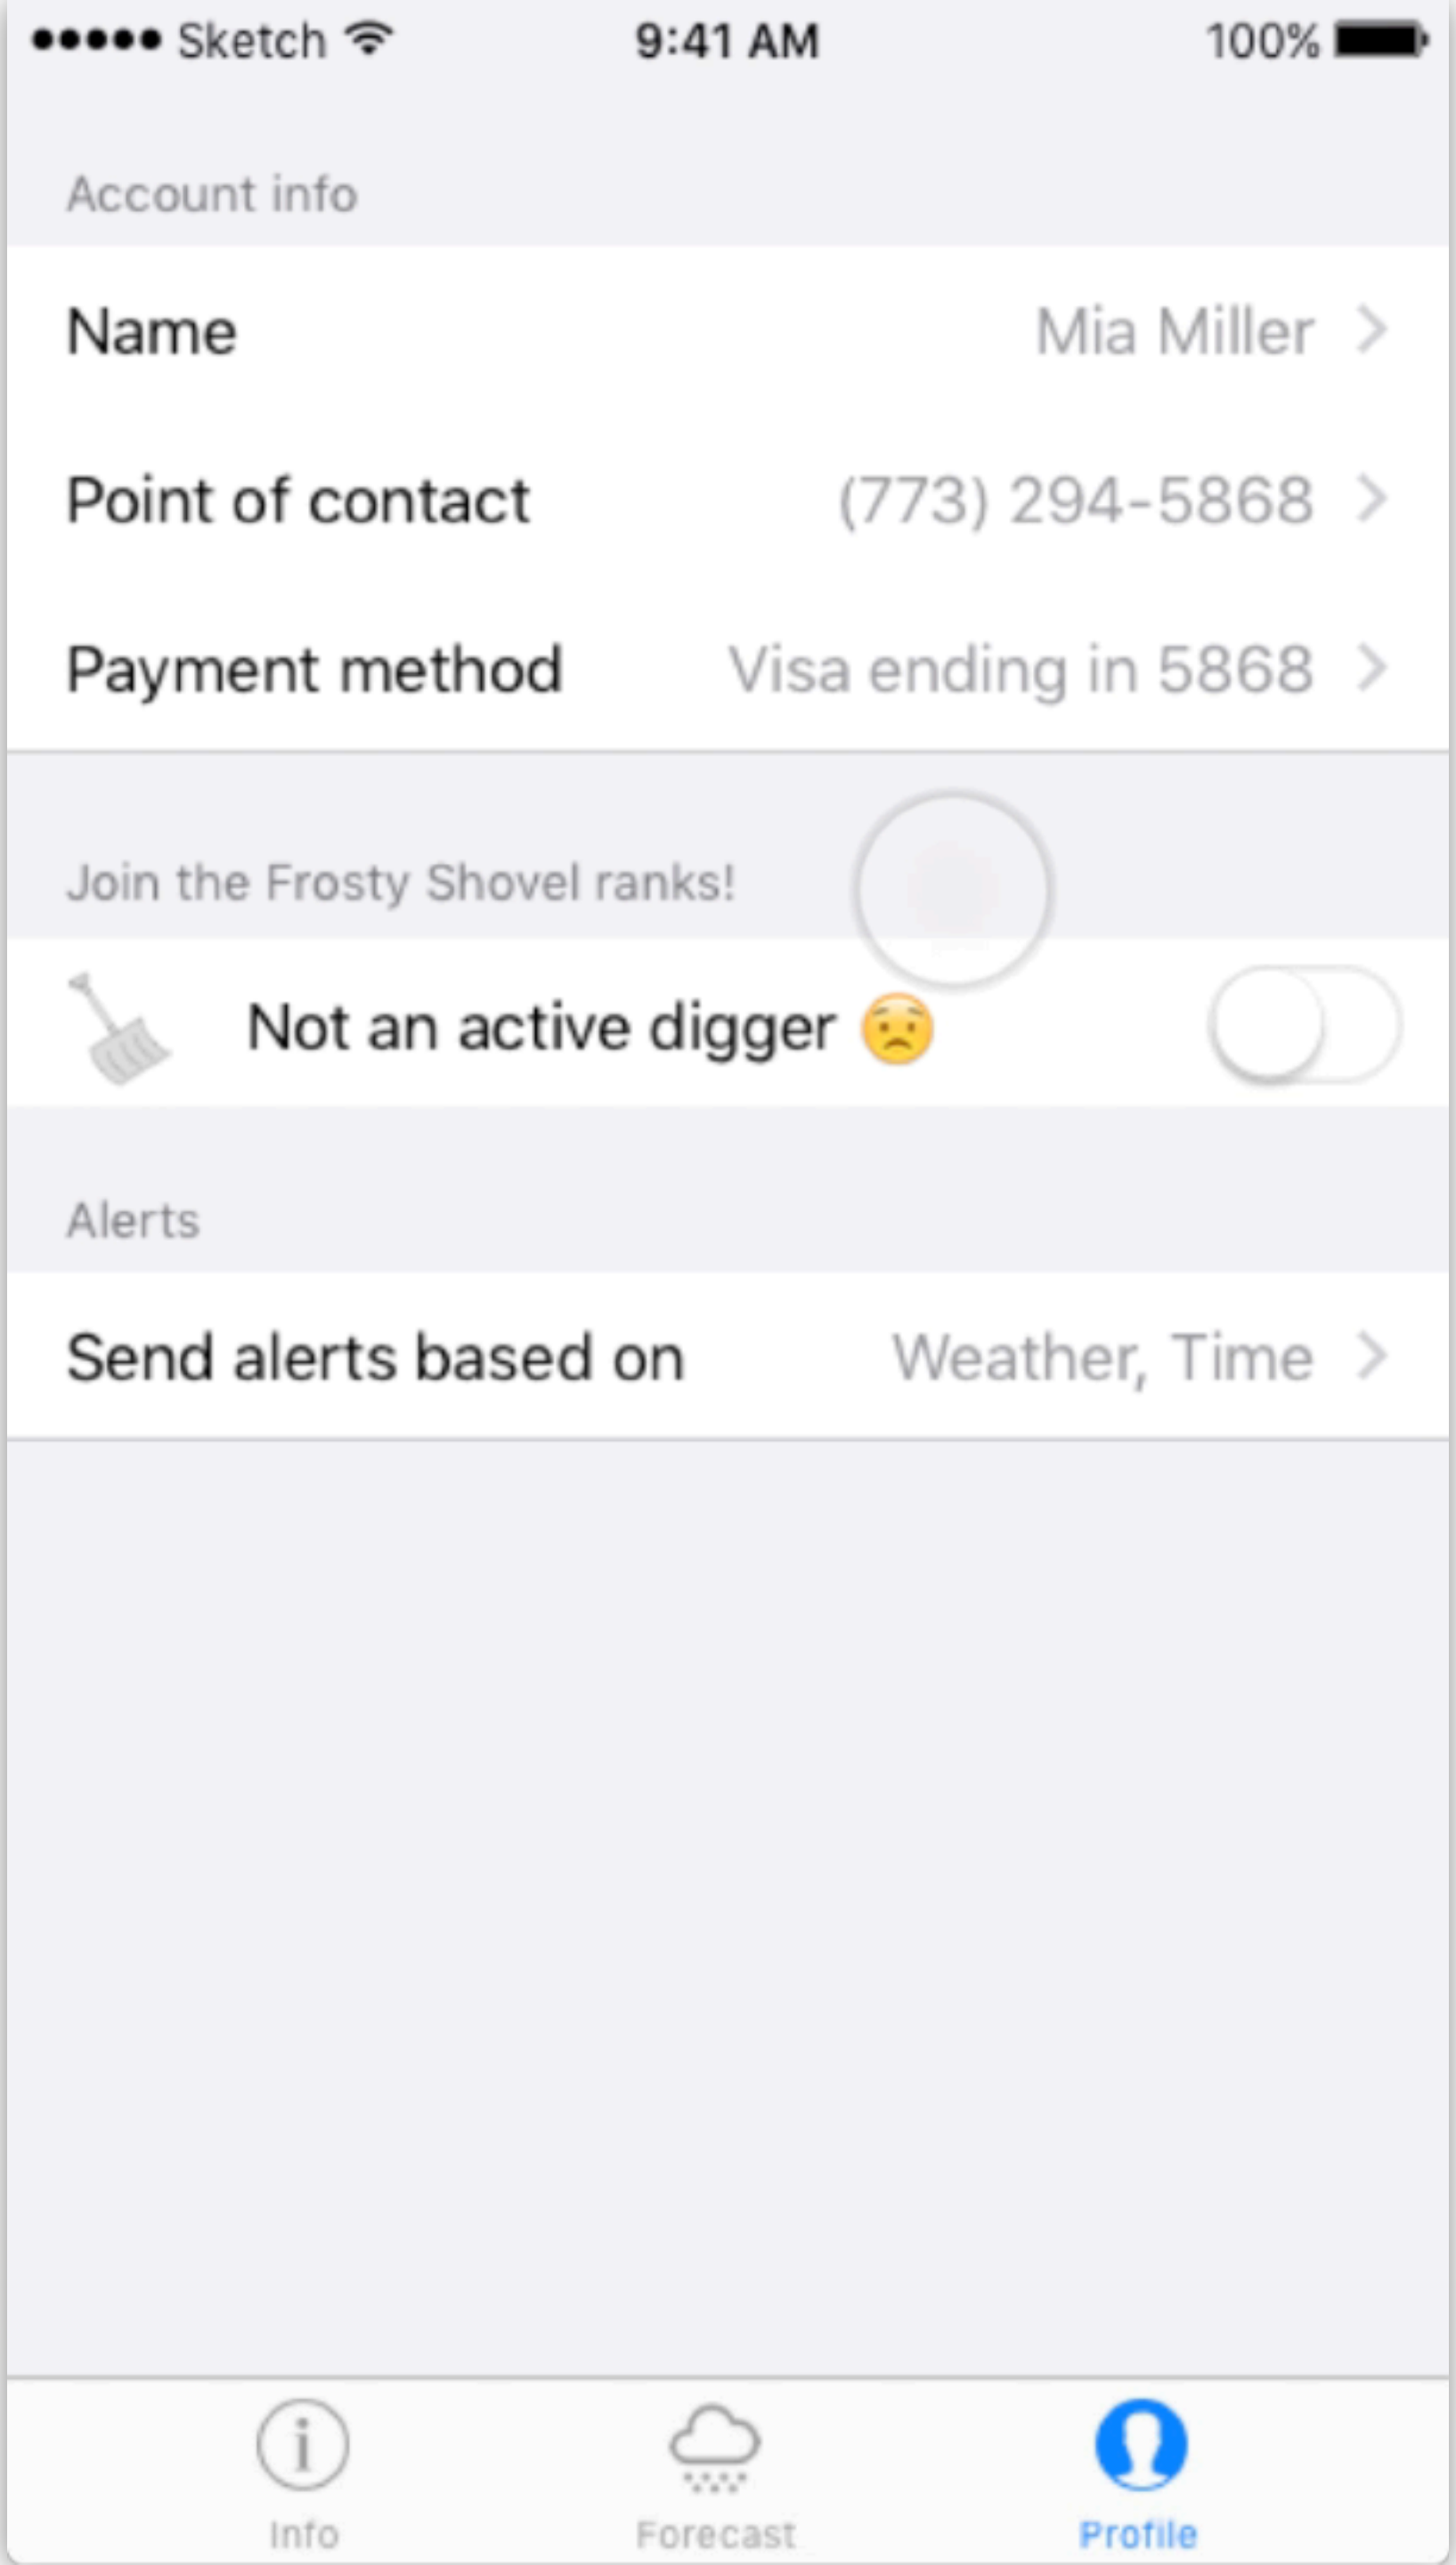 Sketch 9:41 AM 100%
Account info
Name Mia Miller
Point of contact (773) 294-5868
Payment method Visa ending in 5868
Join the Frosty Shovel ranks!
Not an active digger 😟
Alerts
Send alerts based on Weather, Time
Info Forecast Profile